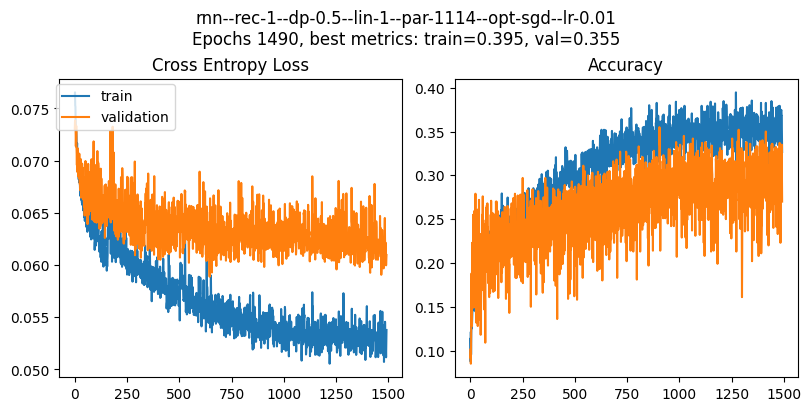 rnn--rec-1--dp-0.5--lin-1--par-1114--opt-sgd--lr-0.01
Epochs 1490, best metrics: train=0.395, val=0.355
Cross Entropy Loss
train
validation
0.075
0.070
0.065
0.060
0.055
0.050
0 250 500 750 1000 1250 1500
Accuracy
0.40
0.35
0.30
0.25
0.20
0.15
0.10
0 250 500 750 1000 1250 1500